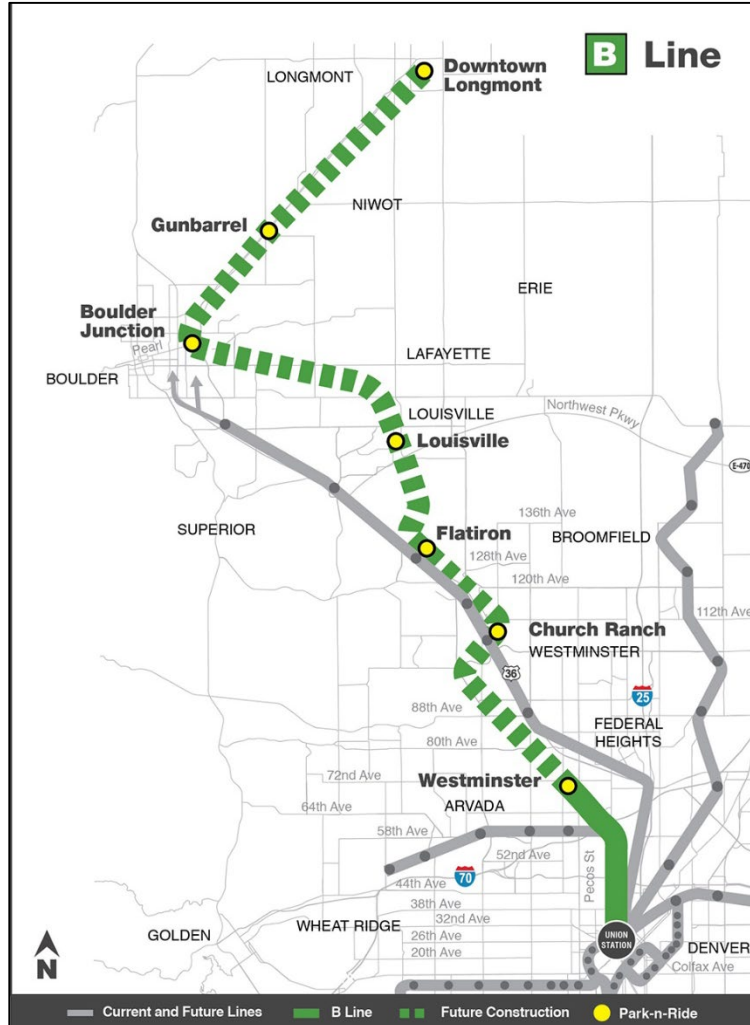 B Line
LONGMONT
Downtown
Longmont
NIWOT
Gunbarrel
ERIE
Boulder
Junction
Pearl
LAFAYETTE
BOULDER
LOUISVILLE
Northwest Pkwy
Louisville
E-470
136th Ave
SUPERIOR
Flatiron
BROOMFIELD
128th Ave
120th Ave
112th Ave
Church Ranch
WESTMINSTER
36
25
88th Ave
FEDERAL
HEIGHTS
80th Ave
72nd Ave
Westminster
64th Ave
ARVADA
58th Ave
52nd Ave
Pecos St
70
44th Ave
38th Ave
WHEAT RIDGE
32nd Ave
GOLDEN
26th Ave
UNION
STATION
20th Ave
DENVER
Colfax Ave
N
Current and Future Lines
B Line
Future Construction
Park-n-Ride